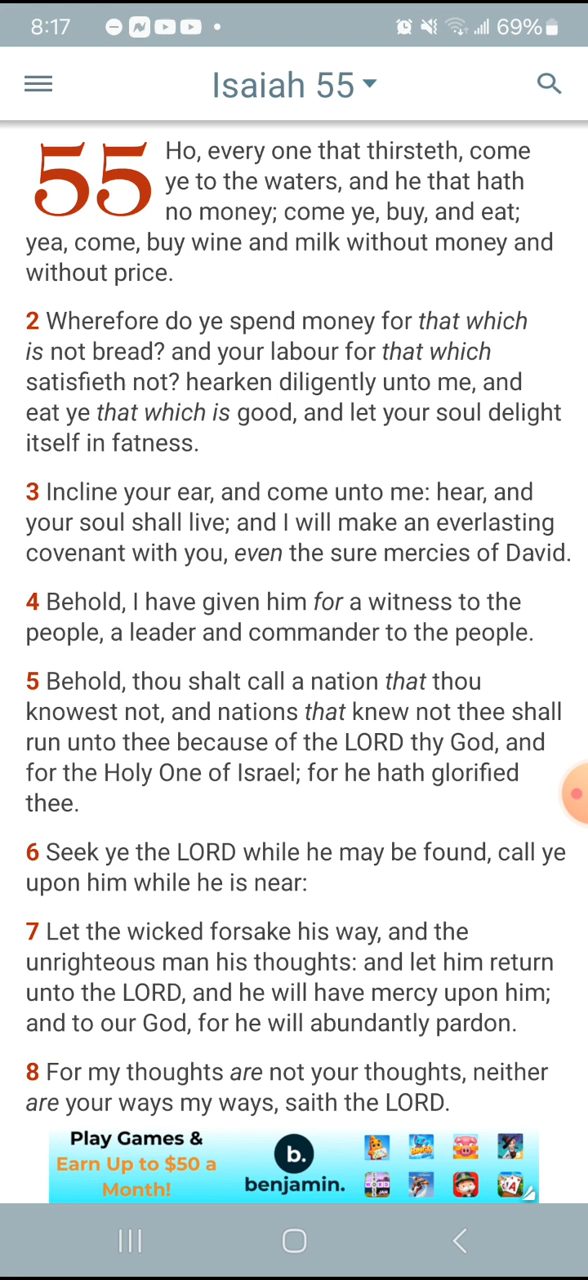 8:17
69%
Isaiah 55
55 Ho, every one that thirsteth, come
ye to the waters, and he that hath
no money; come ye, buy, and eat;
yea, come, buy wine and milk without money and
without price.
2 Wherefore do ye spend money for that which
is not bread? and your labour for that which
satisfieth not? hearken diligently unto me, and
eat ye that which is good, and let your soul delight
itself in fatness.
3 Incline your ear, and come unto me: hear, and
your soul shall live; and I will make an everlasting
covenant with you, even the sure mercies of David.
4 Behold, I have given him for a witness to the
people, a leader and commander to the people.
5 Behold, thou shalt call a nation that thou
knowest not, and nations that knew not thee shall
run unto thee because of the LORD thy God, and
for the Holy One of Israel; for he hath glorified
thee.
6 Seek ye the LORD while he may be found, call ye
upon him while he is near:
7 Let the wicked forsake his way, and the
unrighteous man his thoughts: and let him return
unto the LORD, and he will have mercy upon him;
and to our God, for he will abundantly pardon.
8 For my thoughts are not your thoughts, neither
are your ways my ways, saith the LORD.
Play Games &
Earn Up to $50 a
Month!
b.
benjamin.